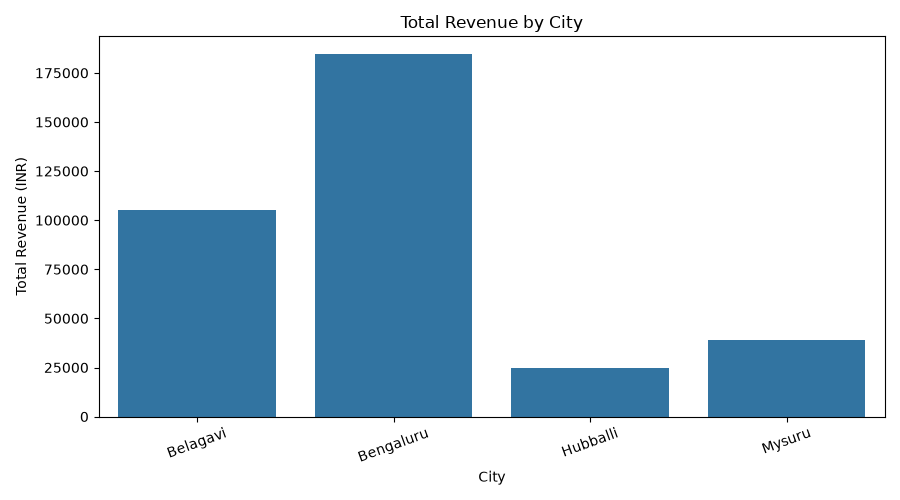 Total Revenue by City
Total Revenue (INR)
175000
150000
125000
100000
75000
50000
25000
0
Belagavi
Bengaluru
Hubballi
Mysuru
City